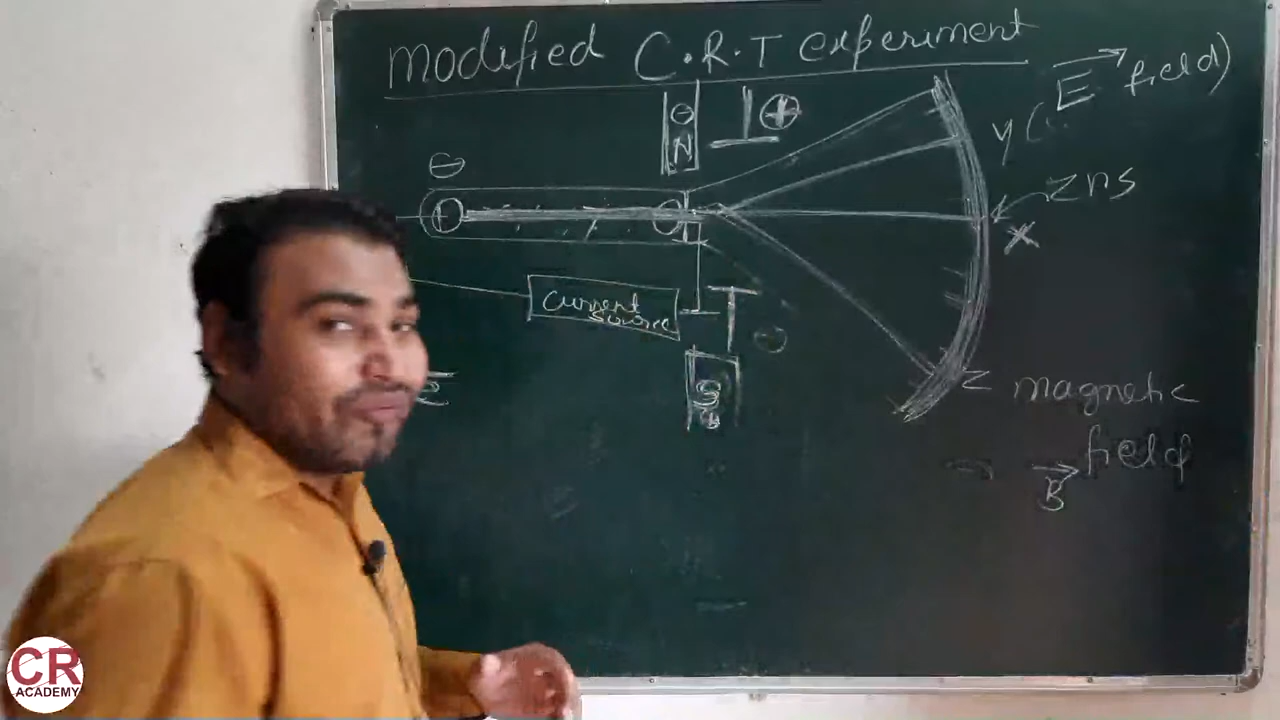 modified C.R.T experiment
E field)
y(
⊖
N
⊕
⊖
Zns
x
Current
Source
S
Z magnetic
field
B
CR
ACADEMY